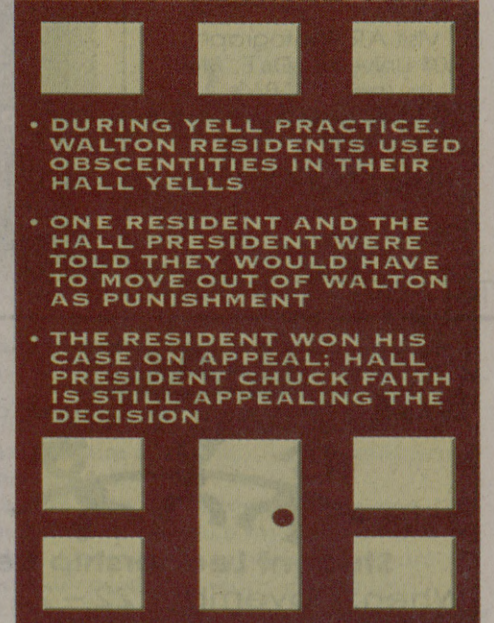 • DURING YELL PRACTICE.
WALTON RESIDENTS USED
OBSCENTITIES IN THEIR
HALL YELLS
• ONE RESIDENT AND THE
HALL PRESIDENT WERE
TOLD THEY WOULD HAVE
TO MOVE OUT OF WALTON
AS PUNISHMENT
• THE RESIDENT WON HIS
CASE ON APPEAL: HALL
PRESIDENT CHUCK FAITH
IS STILL APPEALING THE
DECISION